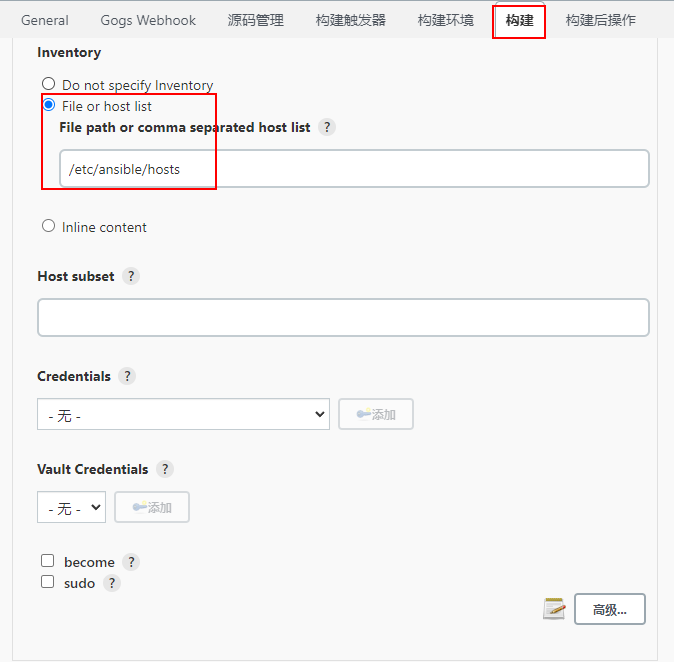 General Gogs Webhook 源码管理 构建触发器 构建环境 构建 构建后操作
Inventory
Do not specify Inventory
File or host list
File path or comma separated host list ?
/etc/ansible/hosts
Inline content
Host subset ?
Credentials ?
- 无 - 添加
Vault Credentials ?
- 无 - 添加
become ?
sudo ?
高级...